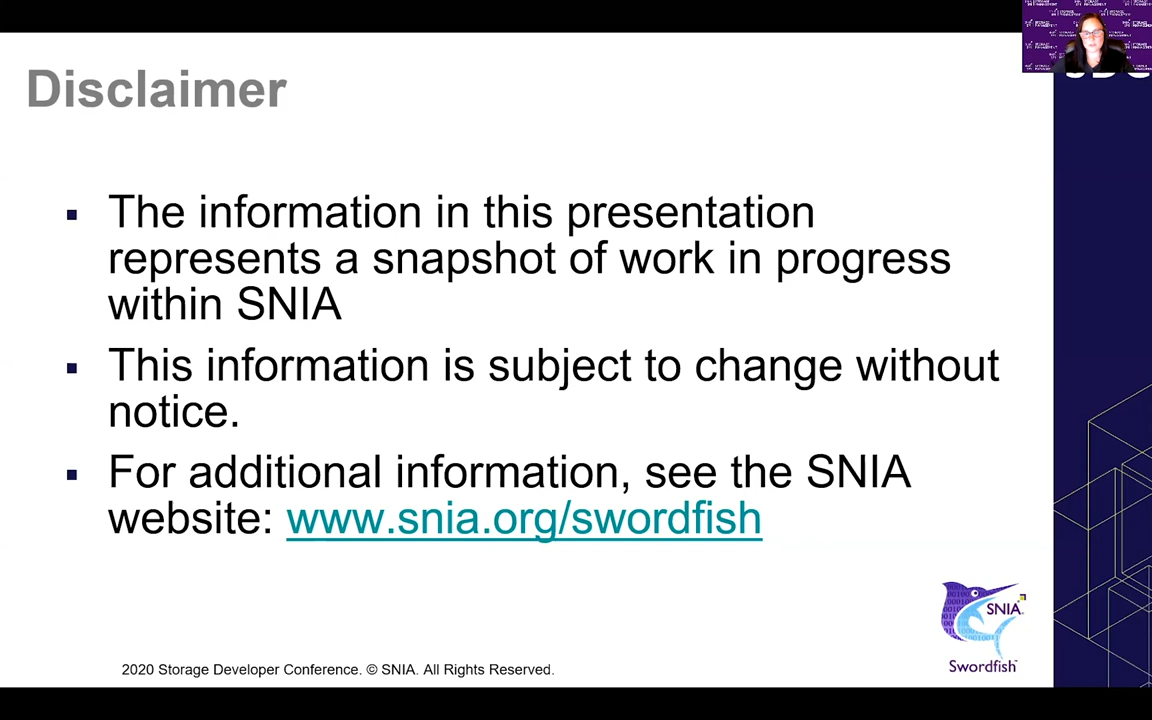 Disclaimer
The information in this presentation
represents a snapshot of work in progress
within SNIA
This information is subject to change without
notice.
For additional information, see the SNIA
website: www.snia.org/swordfish
SNIA
Swordfish
2020 Storage Developer Conference. © SNIA. All Rights Reserved.